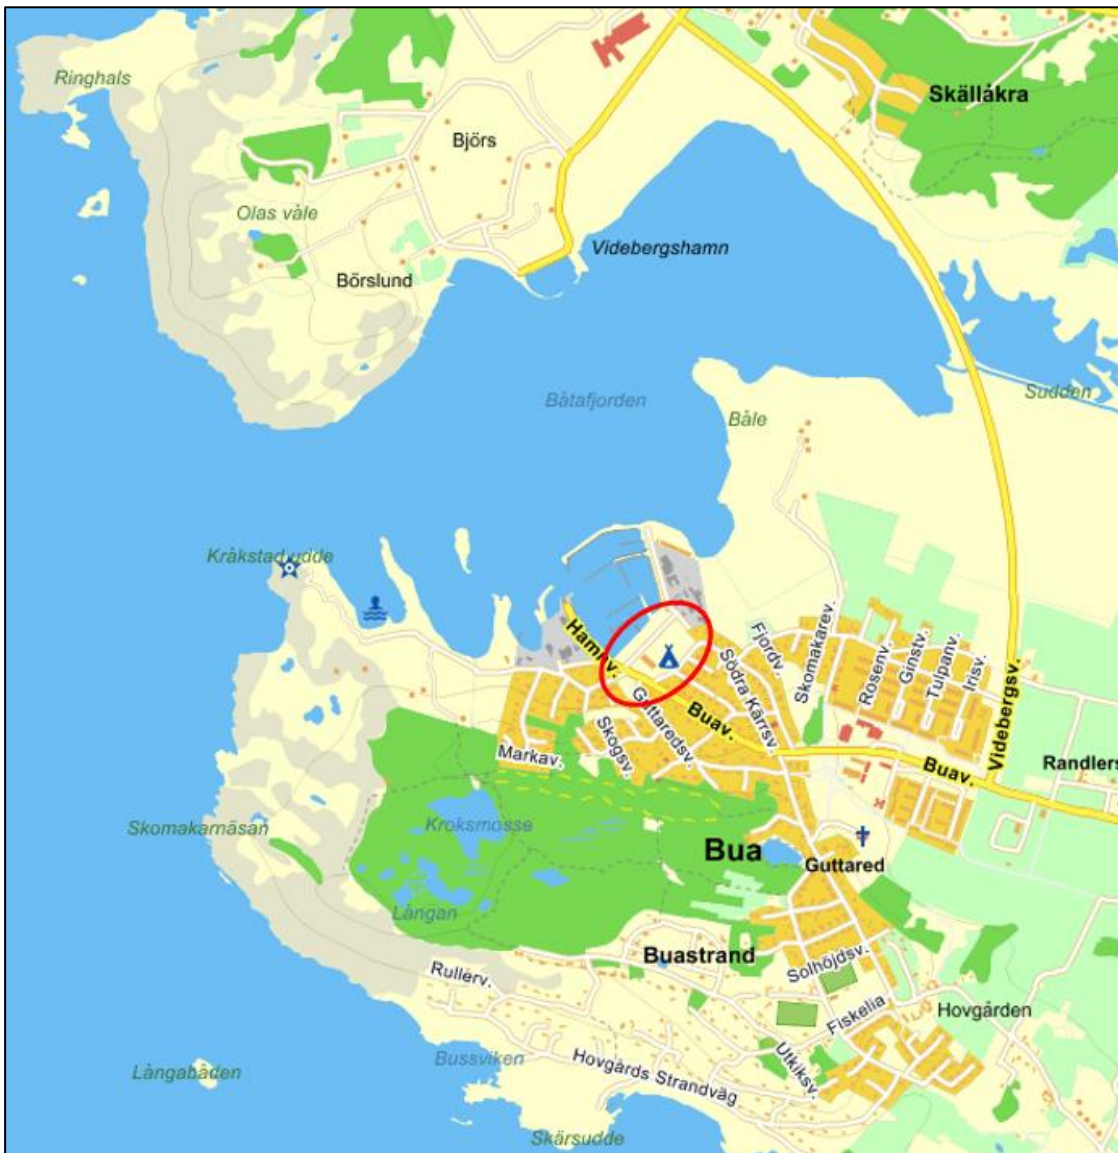 Ringhals
Skällåkra
Björs
Olas våle
Videbergshamn
Börslund
Båtafjorden
Sudden
Båle
Kråkstad udde
Hamnv.
Fjordv.
Skomakarev.
Södra Kärrsv.
Rosenv.
Ginstv.
Tulpanv.
Irisv.
Guttaredsv.
Buav.
Skogsv.
Markav.
Videbergsv.
Buav.
Randlers
Kroksmosse
Skomakarnäsan
Bua
Guttared
Långan
Buastrand
Solhöjdsv.
Rullerv.
Fiskelia
Hovgården
Utkiksv.
Bussviken
Hovgårds Strandväg
Långabåden
Skärsudde